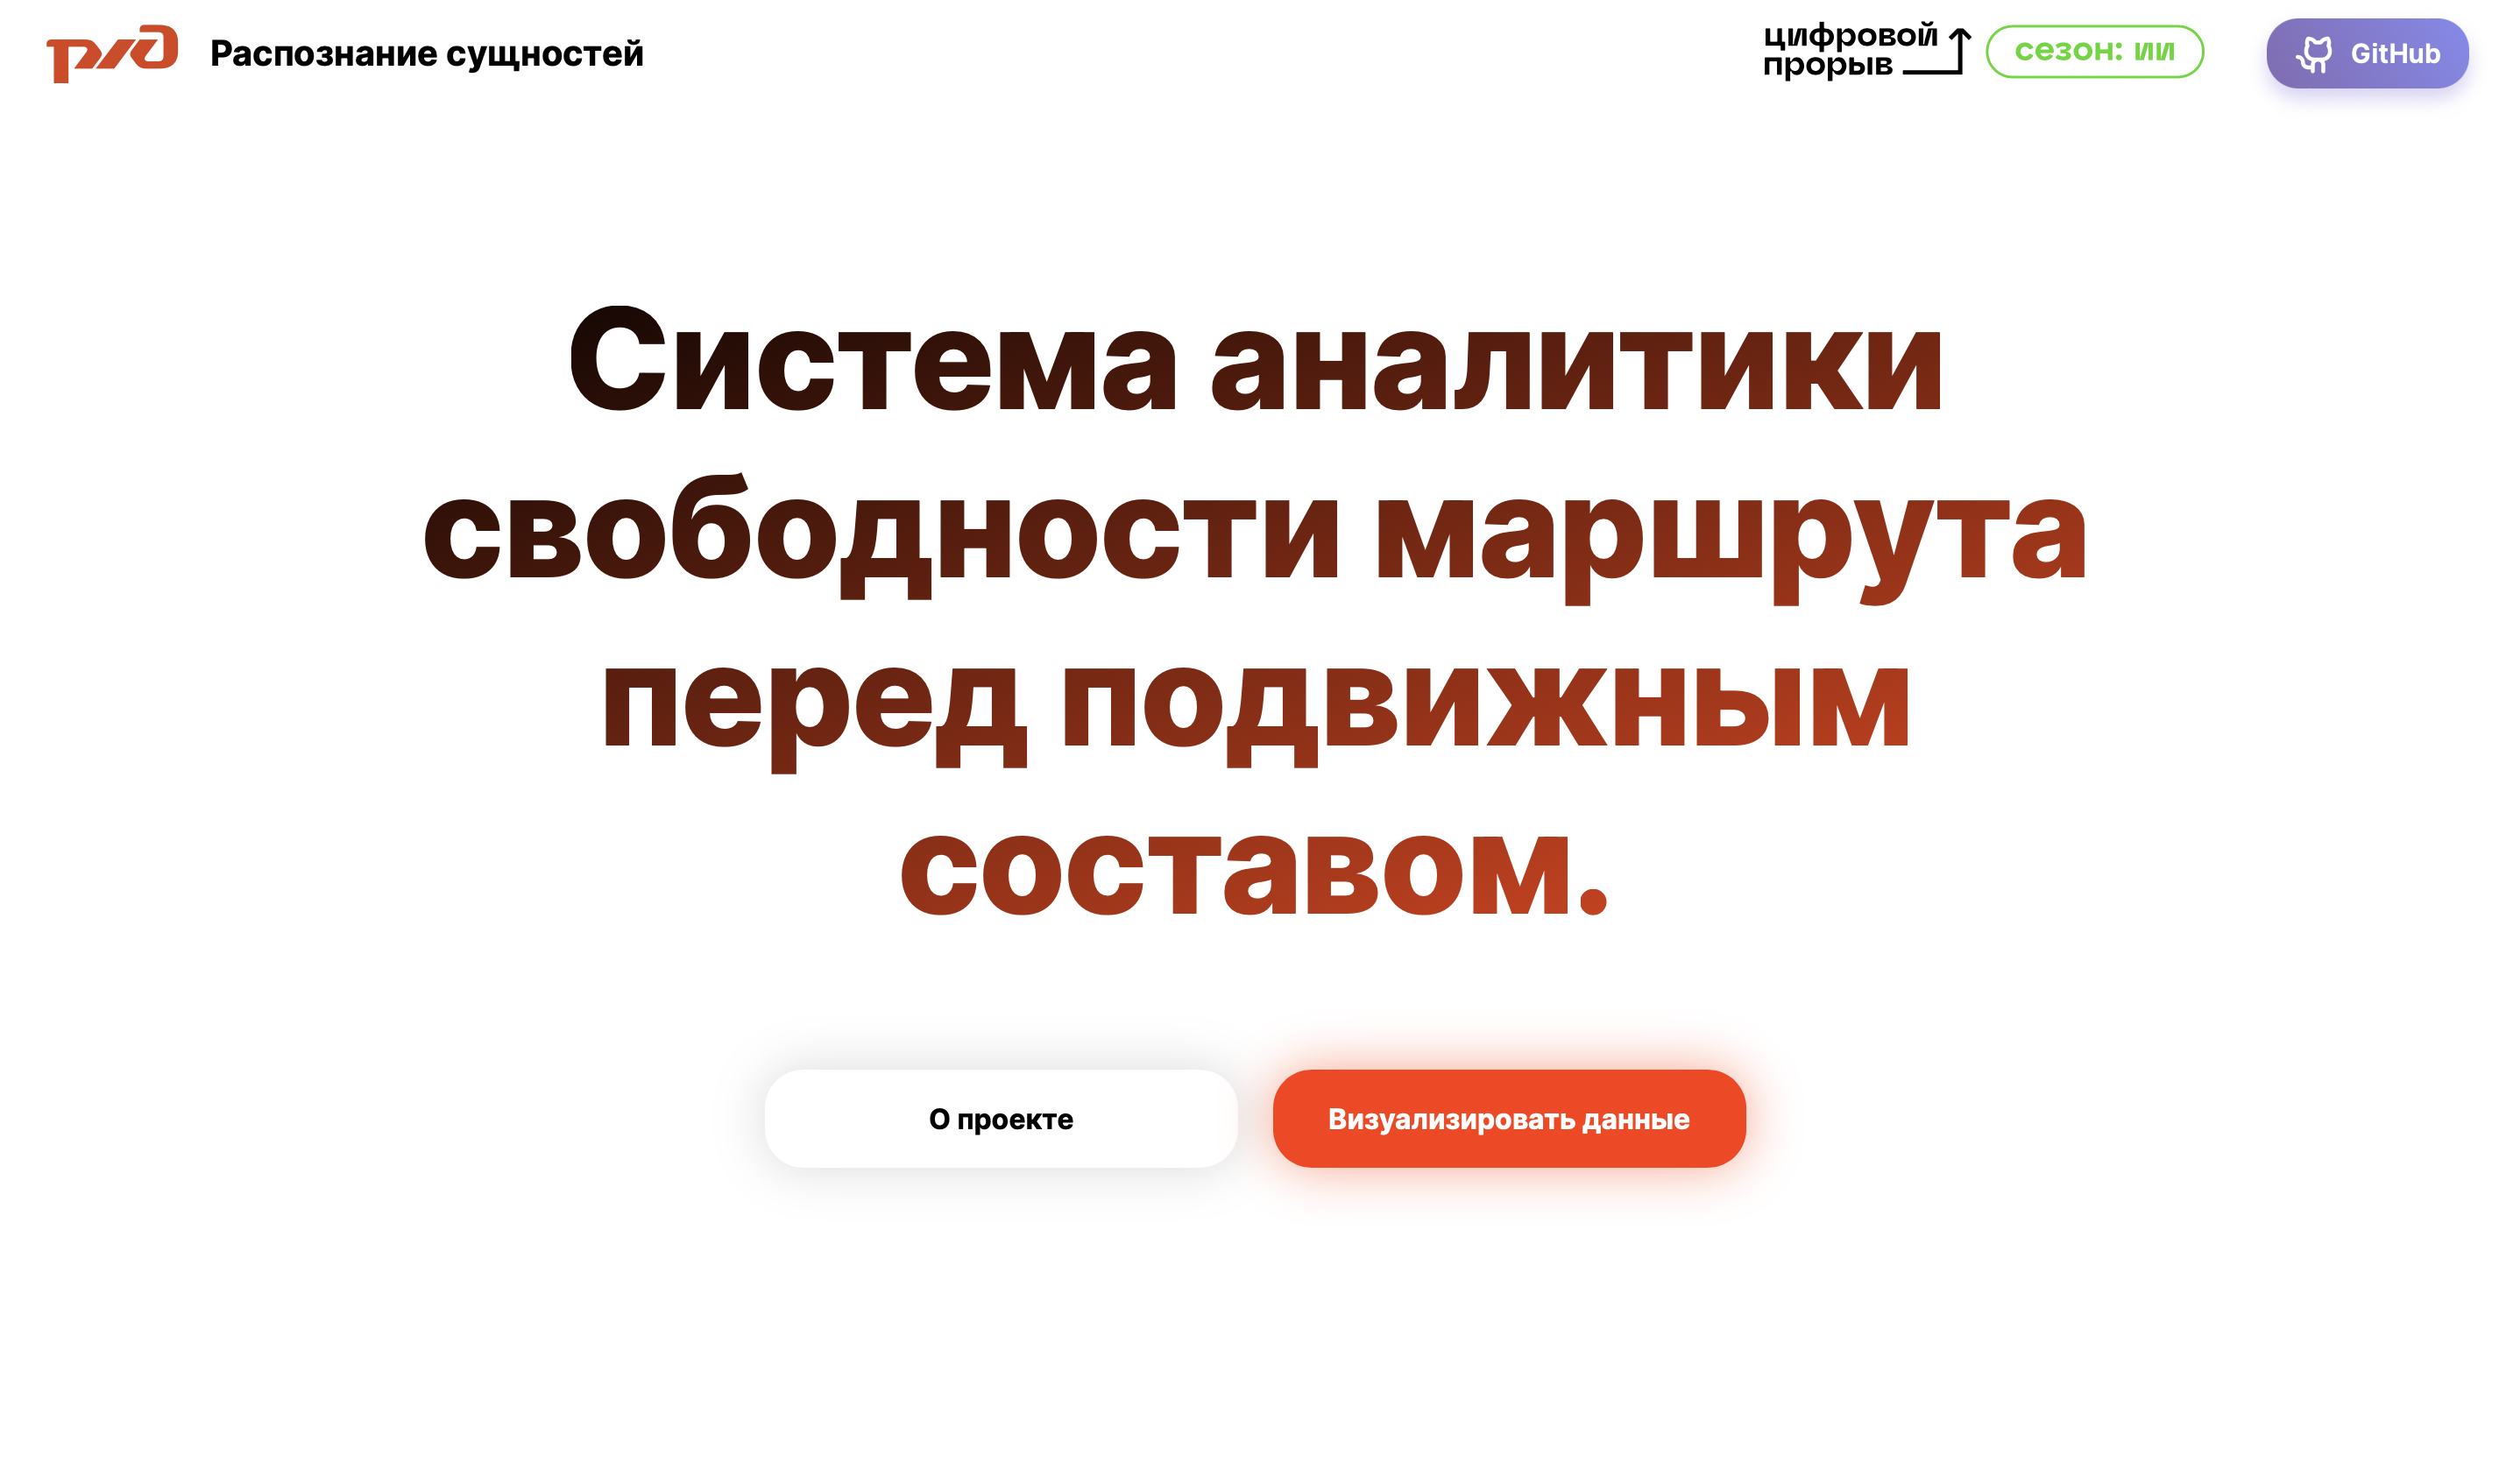 ржд Распознание сущностей
цифровой
прорыв
сезон: ИИ
GitHub
Система аналитики
свободности маршрута
перед подвижным
составом.
О проекте
Визуализировать данные